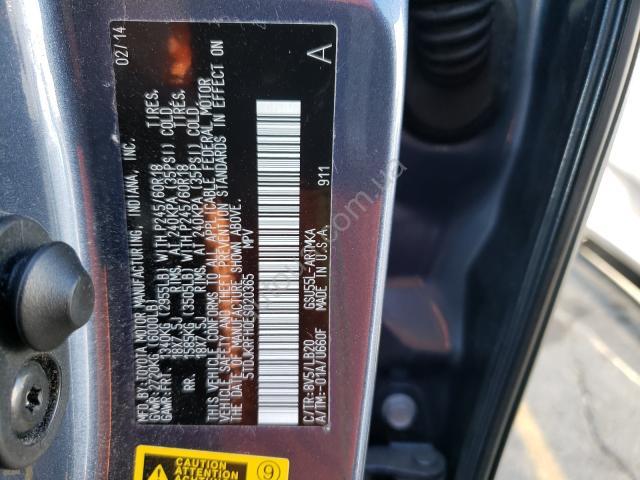 MFD.BY:TOYOTA MOTOR MANUFACTURING, INDIANA, INC. 02/14
GVWR:2720KG (6000LB)
GAWR:FRT. 1340KG (2955LB) WITH P245/60R18 TIRES,
18X7.5J RIMS, AT 240KPA (35PSI) COLD
RR. 1595KG (3505LB) WITH P245/60R18 TIRES,
18X7.5J RIMS, AT 240KPA (35PSI) COLD
THIS VEHICLE CONFORMS TO ALL APPLICABLE FEDERAL MOTOR
VEHICLE SAFETY AND THEFT PREVENTION STANDARDS IN EFFECT ON
THE DATE OF MANUFACTURE SHOWN ABOVE.
5TDJKRFH0ES020365 MPV
A
C/TR:8V5/LB20 GSU55L-ARTMKA 911
A/TM:-01A/U660F MADE IN U.S.A.
CAUTION
ATTENTION
9